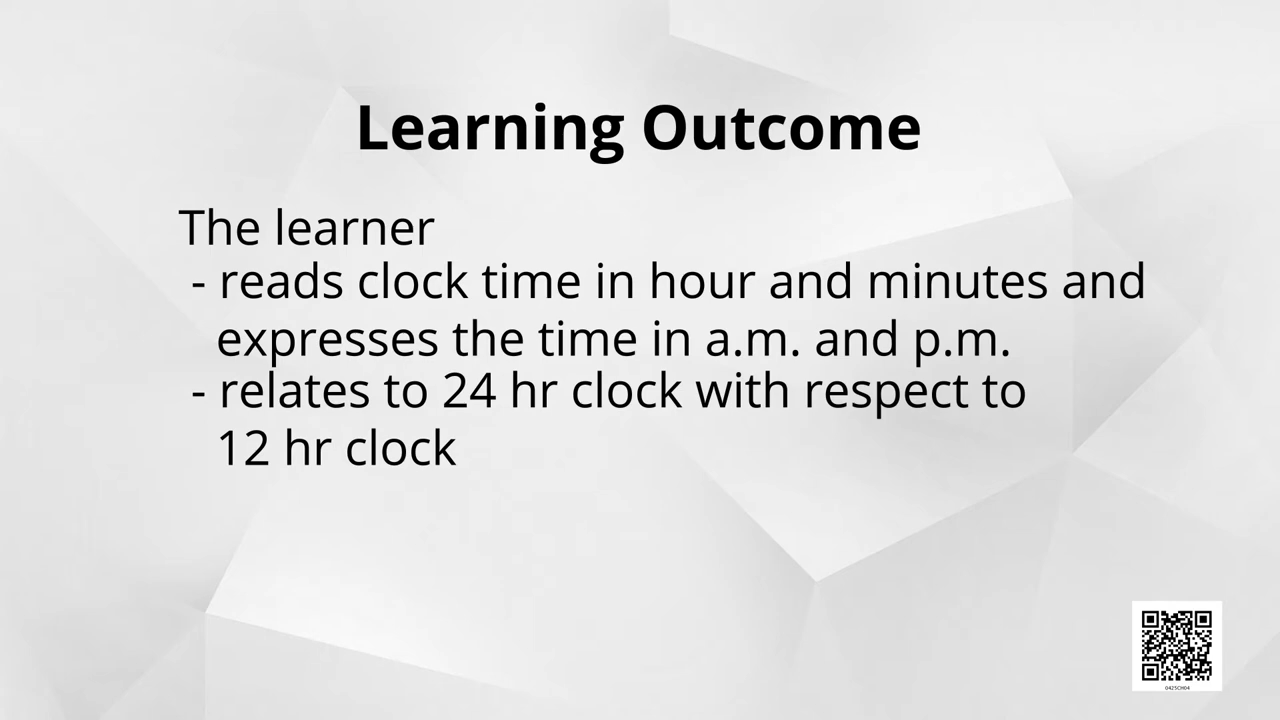 Learning Outcome
The learner
- reads clock time in hour and minutes and
expresses the time in a.m. and p.m.
- relates to 24 hr clock with respect to
12 hr clock
0425CH04